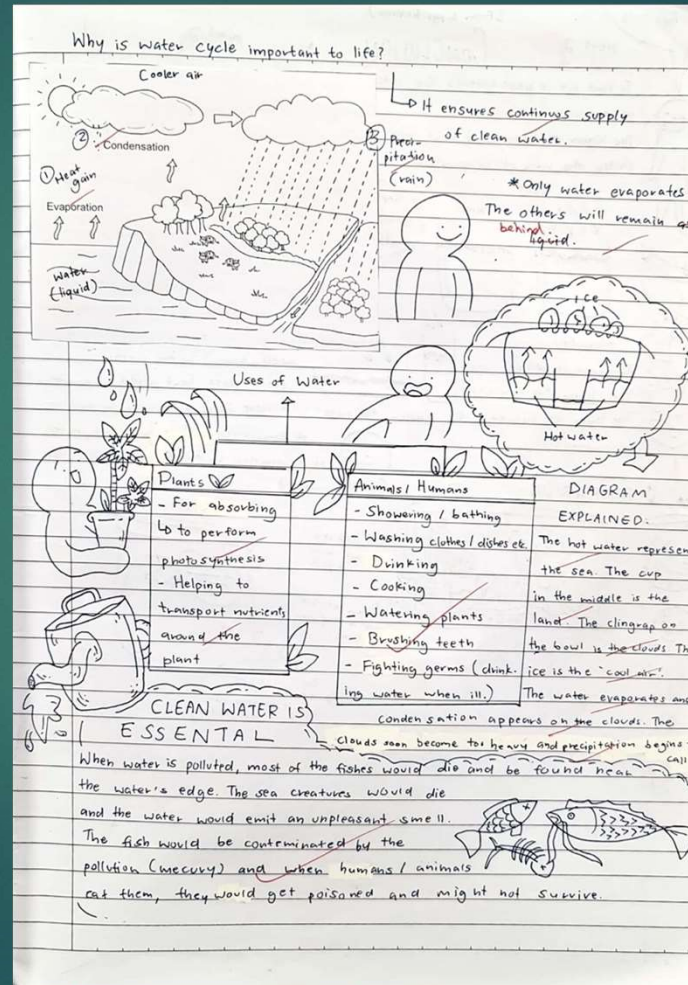 Why is water cycle important to life?
Cooler air
② Condensation
① Heat gain
Evaporation
Water (liquid)
③ Preci-
pitation
(rain)
↳ It ensures continuos supply
of clean water.
* Only water evaporates
The others will remain
behind
liquid.
ICE
Hot water
Uses of Water
Plants
- For absorbing
↳ to perform
photosynthesis
- Helping to
transport nutrients
around the
plant
Animals / Humans
- Showering / bathing
- Washing clothes / dishes etc.
- Drinking
- Cooking
- Watering plants
- Brushing teeth
- Fighting germs (drink.
ing water when ill.)
DIAGRAM
EXPLAINED:
The hot water represen
the sea. The cup
in the middle is the
land. The clingrap on
the bowl is the clouds Th
ice is the "cool air".
The water evaporates and
condensation appears on the clouds. The
clouds soon become too heavy and precipitation begins
call
CLEAN WATER IS
ESSENTAL
When water is polluted, most of the fishes would die and be found near
the water's edge. The sea creatures would die
and the water would emit an unpleasant smell.
The fish would be conteminated by the
pollution (mecury) and when humans / animals
eat them, they would get poisoned and might not survive.